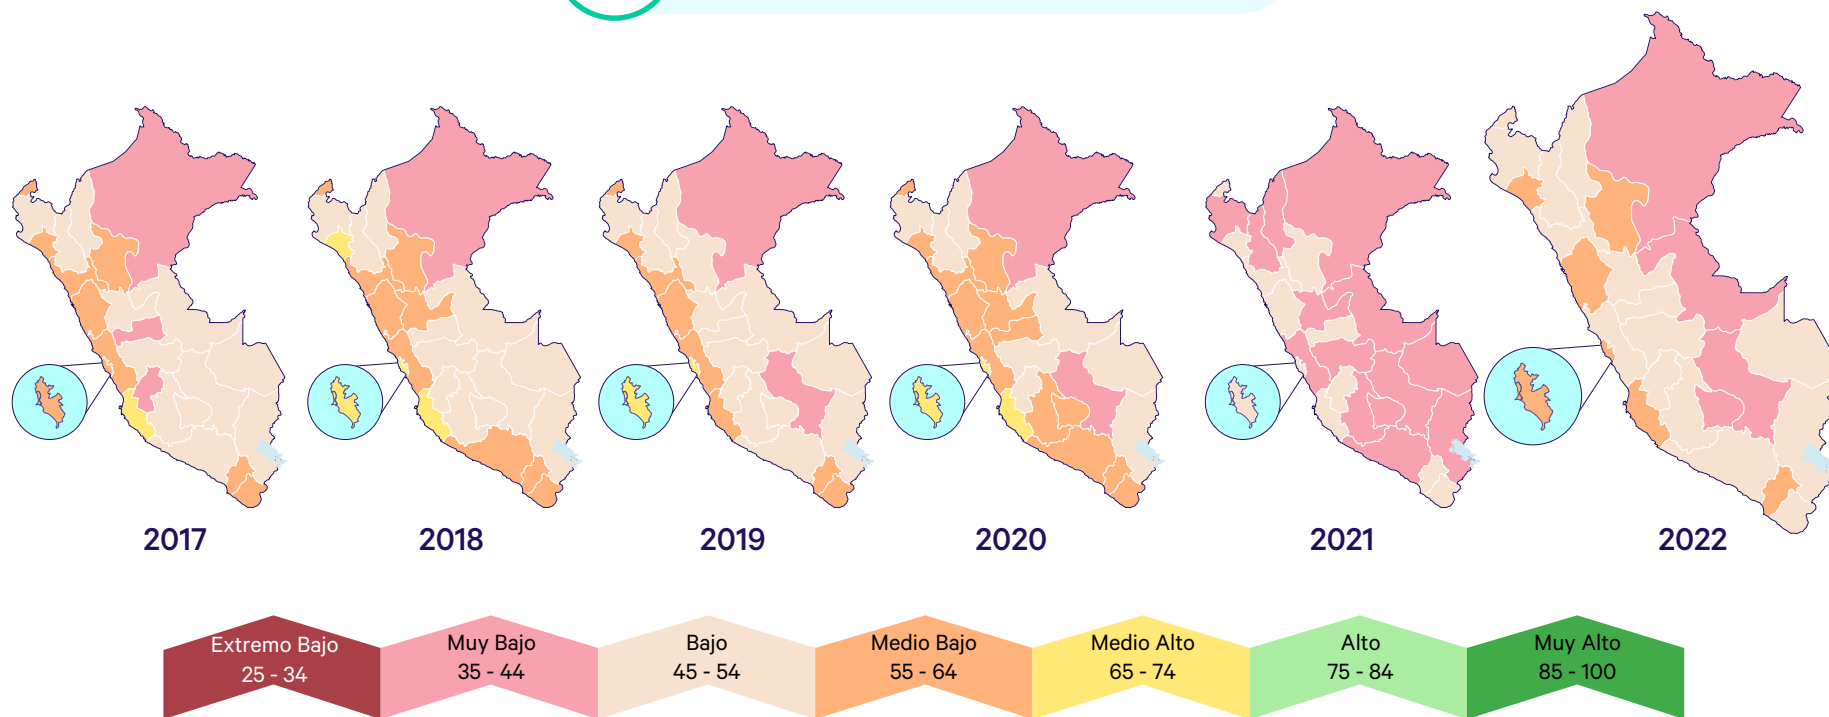 2017
2018
2019
2020
2021
2022
Extremo Bajo
25 - 34
Muy Bajo
35 - 44
Bajo
45 - 54
Medio Bajo
55 - 64
Medio Alto
65 - 74
Alto
75 - 84
Muy Alto
85 - 100